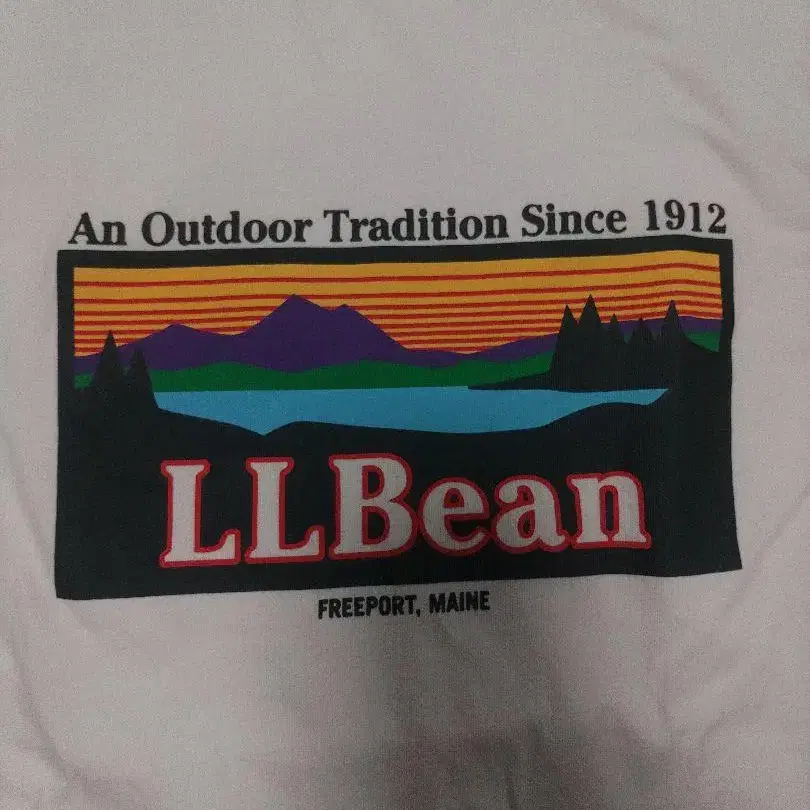 An Outdoor Tradition Since 1912
LLBean
FREEPORT, MAINE